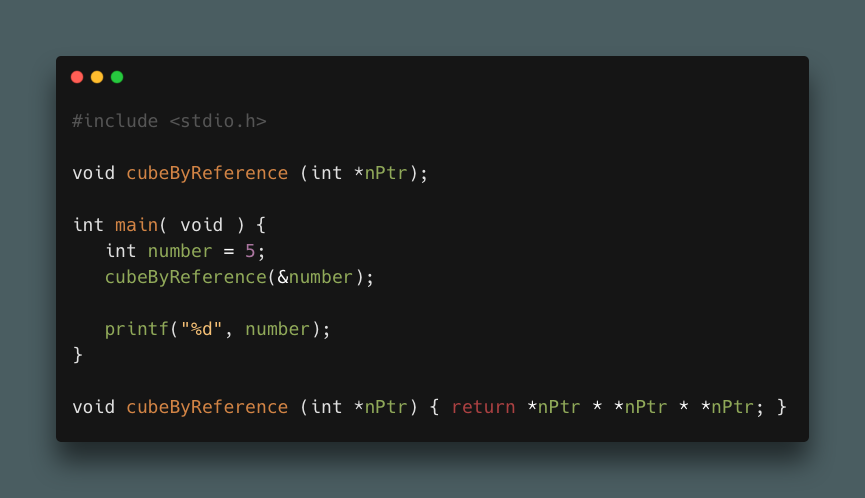 #include <stdio.h>
void cubeByReference (int *nPtr);
int main( void ) {
   int number = 5;
   cubeByReference(&number);
   printf("%d", number);
}
void cubeByReference (int *nPtr) { return *nPtr * *nPtr * *nPtr; }